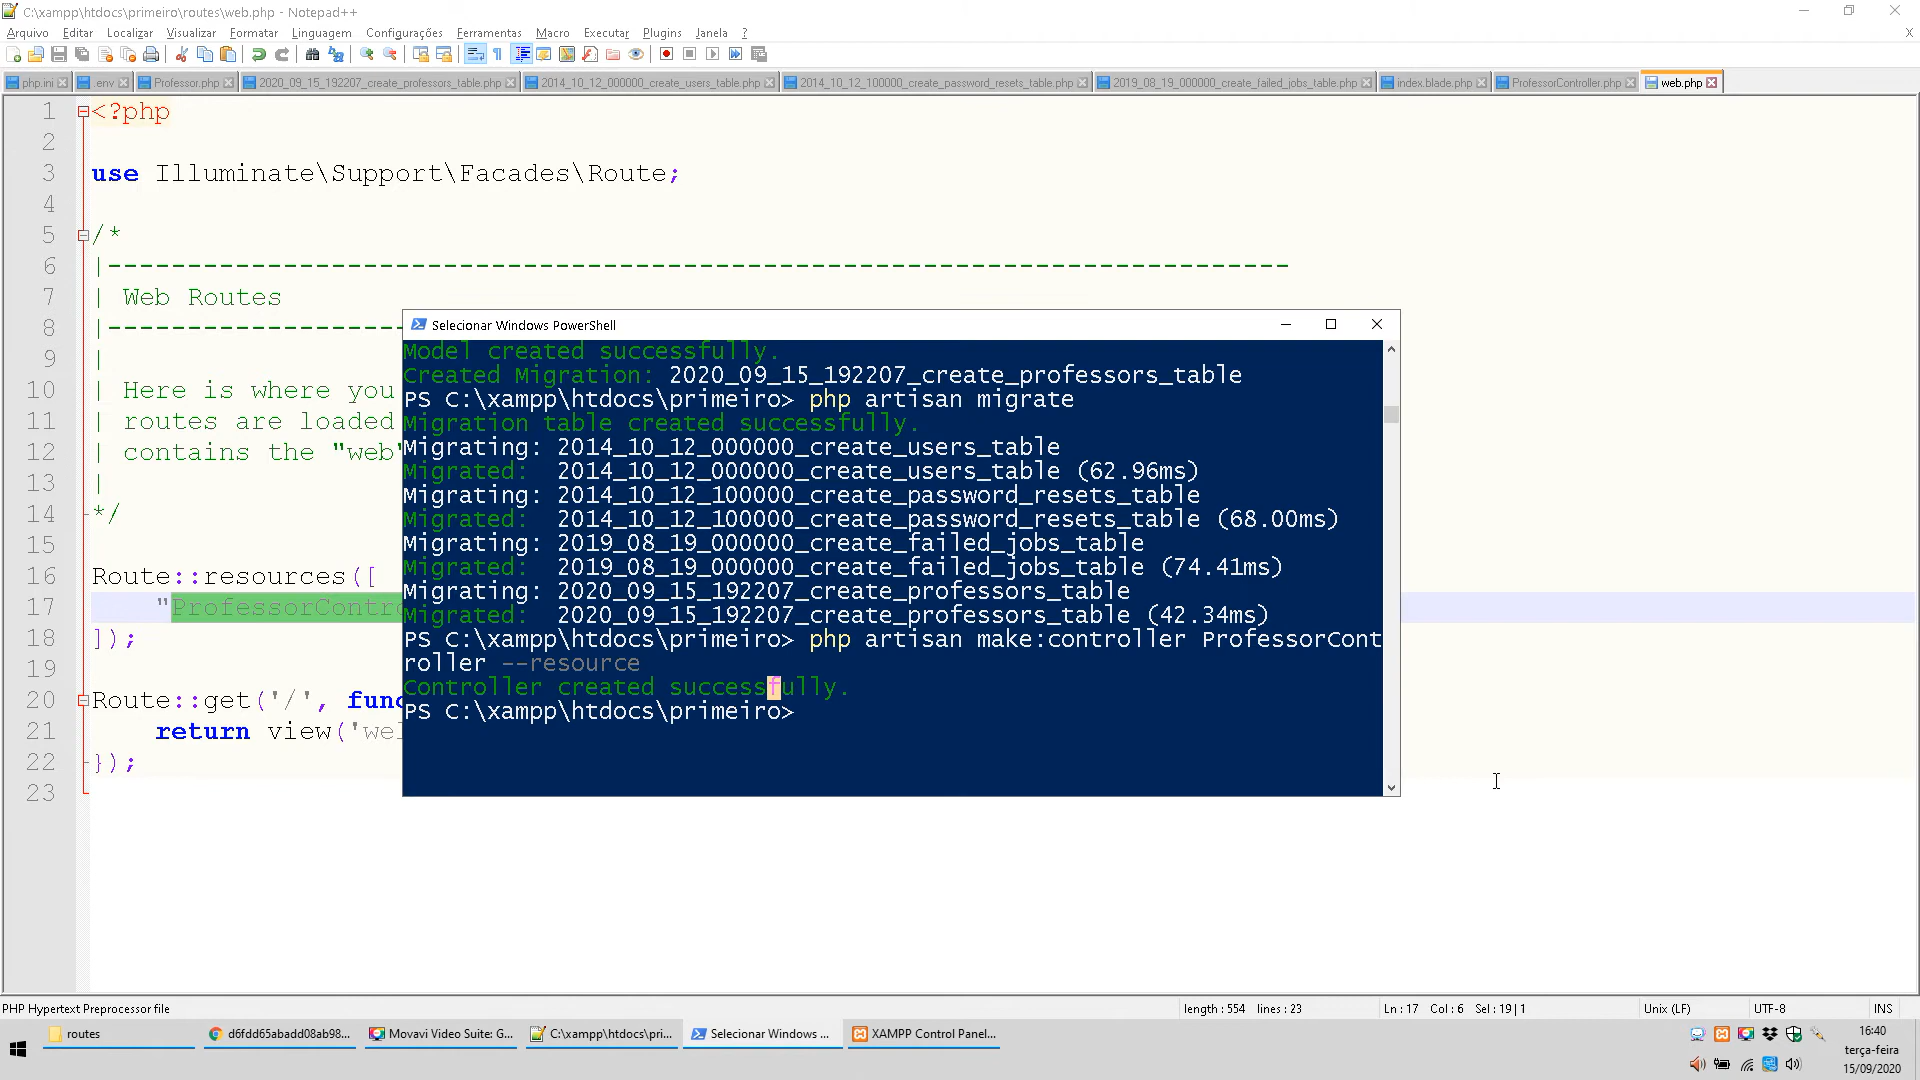 C:\xampp\htdocs\primeiro\routes\web.php - Notepad++
Arquivo Editar Localizar Visualizar Formatar Linguagem Configurações Ferramentas Macro Executar Plugins Janela ? X
php.ini .env Professor.php 2020_09_15_192207_create_professors_table.php 2014_10_12_000000_create_users_table.php 2014_10_12_100000_create_password_resets_table.php 2019_08_19_000000_create_failed_jobs_table.php index.blade.php ProfessorController.php web.php
1 <?php
2
3 use Illuminate\Support\Facades\Route;
4
5 /*
6 |--------------------------------------------------------------------------
7 | Web Routes
8 |-------------------
9 |
10 | Here is where you
11 | routes are loaded
12 | contains the "web"
13 |
14 */
15
16 Route::resources([
17 "ProfessorContro
18 ]);
19
20 Route::get('/', func
21 return view('wel
22 });
23
Selecionar Windows PowerShell
Model created successfully.
Created Migration: 2020_09_15_192207_create_professors_table
PS C:\xampp\htdocs\primeiro> php artisan migrate
Migration table created successfully.
Migrating: 2014_10_12_000000_create_users_table
Migrated: 2014_10_12_000000_create_users_table (62.96ms)
Migrating: 2014_10_12_100000_create_password_resets_table
Migrated: 2014_10_12_100000_create_password_resets_table (68.00ms)
Migrating: 2019_08_19_000000_create_failed_jobs_table
Migrated: 2019_08_19_000000_create_failed_jobs_table (74.41ms)
Migrating: 2020_09_15_192207_create_professors_table
Migrated: 2020_09_15_192207_create_professors_table (42.34ms)
PS C:\xampp\htdocs\primeiro> php artisan make:controller ProfessorCont
roller --resource
Controller created successfully.
PS C:\xampp\htdocs\primeiro>
PHP Hypertext Preprocessor file length : 554 lines : 23 Ln : 17 Col : 6 Sel : 19 | 1 Unix (LF) UTF-8 INS
routes d6fdd65abadd08ab98... Movavi Video Suite: G... C:\xampp\htdocs\pri... Selecionar Windows ... XAMPP Control Panel...
16:40
terça-feira
15/09/2020